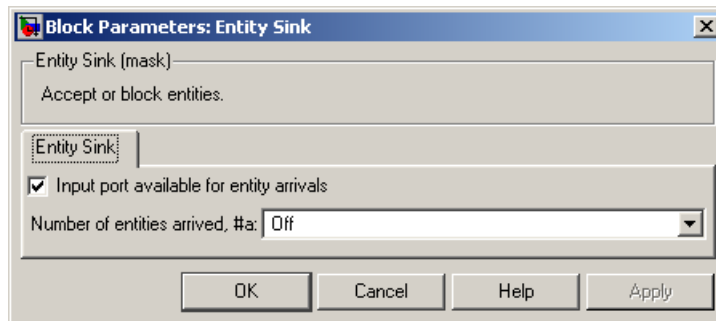 Block Parameters: Entity Sink
Entity Sink (mask)
Accept or block entities.
Entity Sink
Input port available for entity arrivals
Number of entities arrived, #a: Off
OK Cancel Help Apply